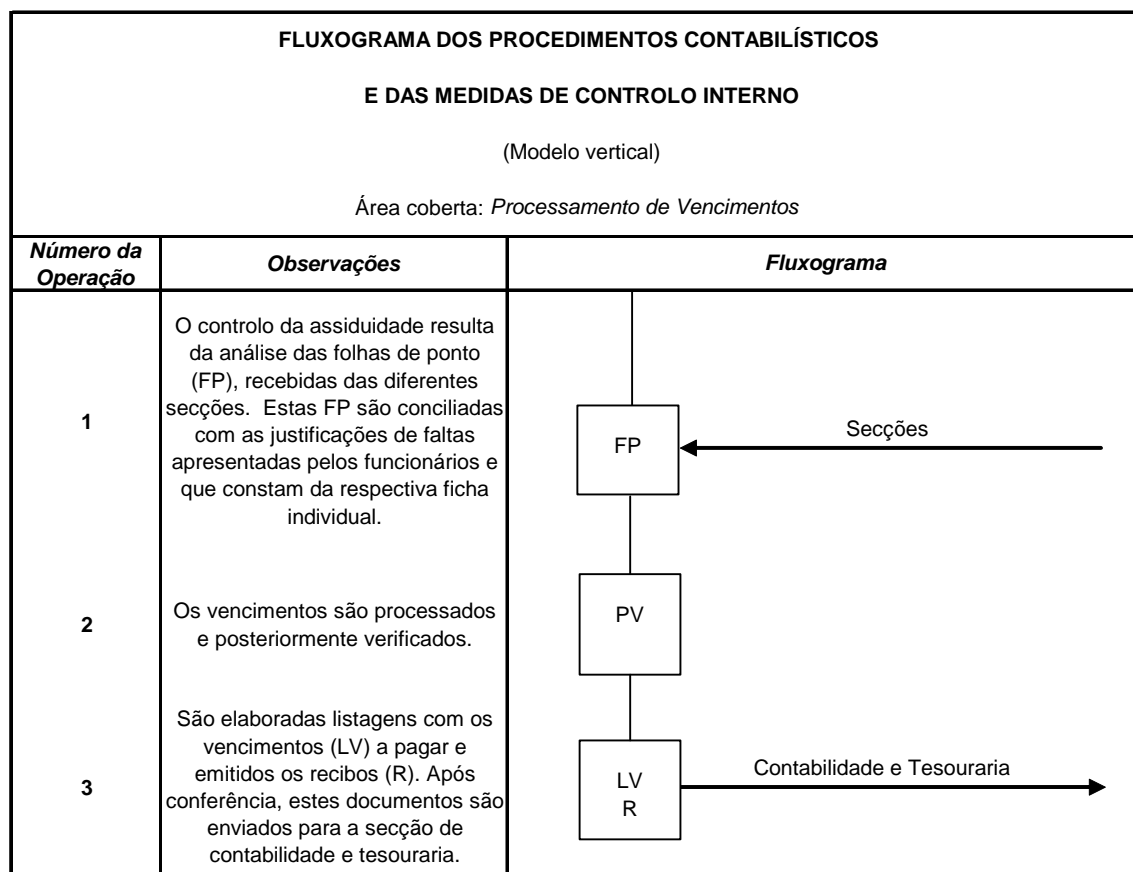 FLUXOGRAMA DOS PROCEDIMENTOS CONTABILÍSTICOS
E DAS MEDIDAS DE CONTROLO INTERNO
(Modelo vertical)
Área coberta: Processamento de Vencimentos
Número da
Operação
Observações
Fluxograma
1
O controlo da assiduidade resulta
da análise das folhas de ponto
(FP), recebidas das diferentes
secções. Estas FP são conciliadas
com as justificações de faltas
apresentadas pelos funcionários e
que constam da respectiva ficha
individual.
FP
Secções
2
Os vencimentos são processados
e posteriormente verificados.
PV
3
São elaboradas listagens com os
vencimentos (LV) a pagar e
emitidos os recibos (R). Após
conferência, estes documentos são
enviados para a secção de
contabilidade e tesouraria.
LV
R
Contabilidade e Tesouraria